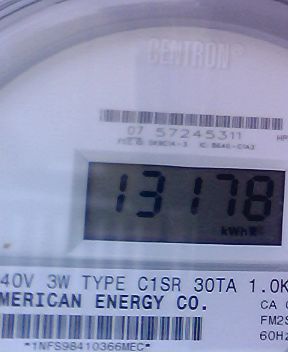 CENTRON®
07 57245311
13178
kWh
40V 3W TYPE C1SR 30TA 1.0K
MERICAN ENERGY CO.
CA
FM2S
60Hz
*1NFS98410366MEC*